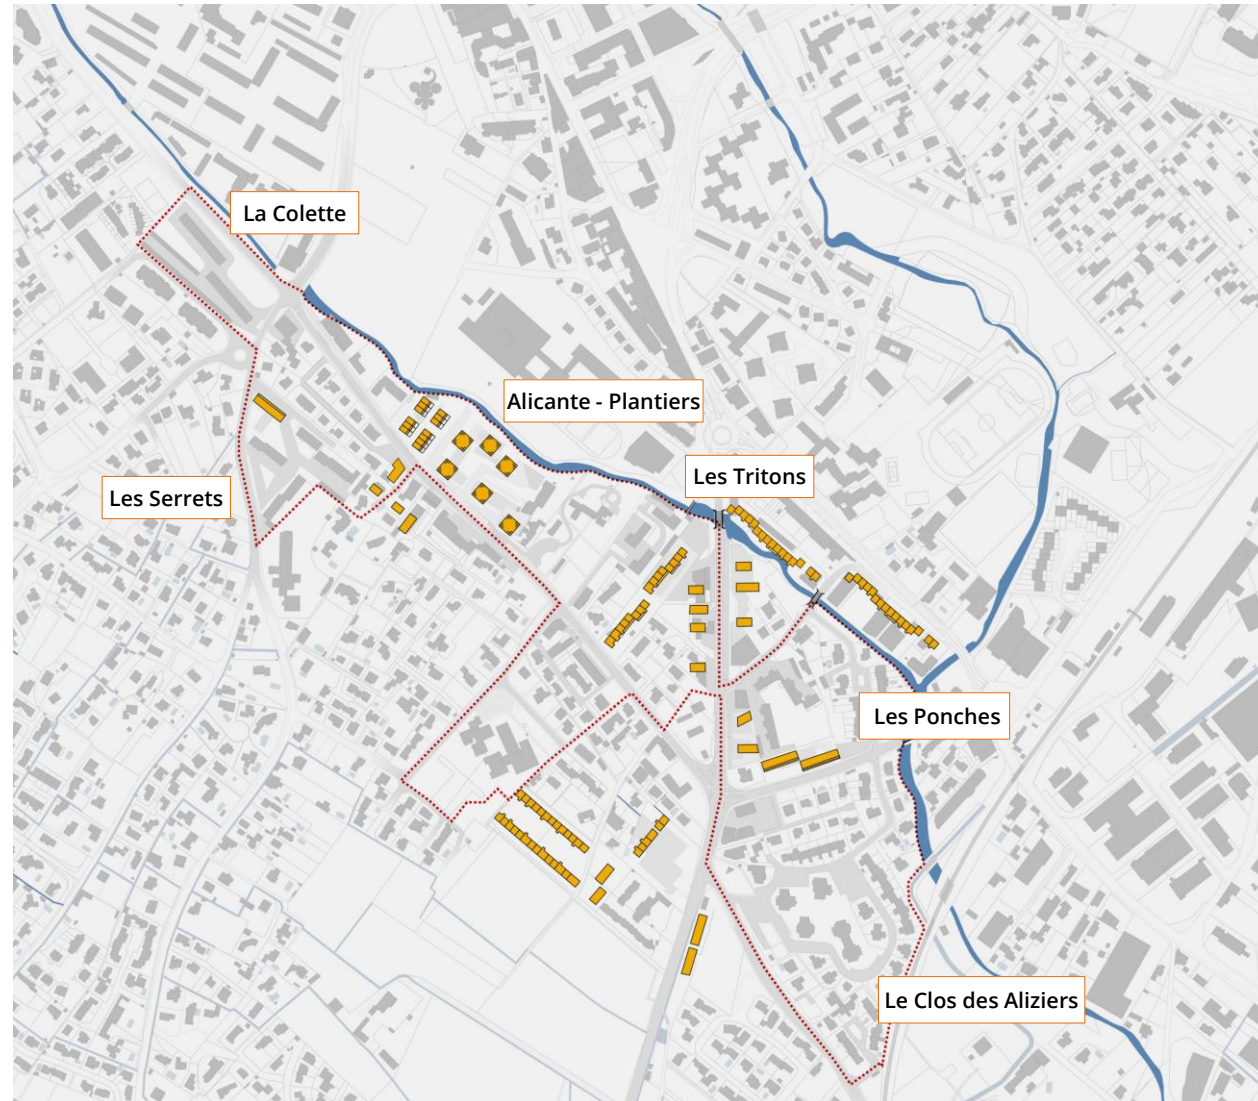 La Colette
Alicante - Plantiers
Les Tritons
Les Serrets
Les Ponches
Le Clos des Aliziers